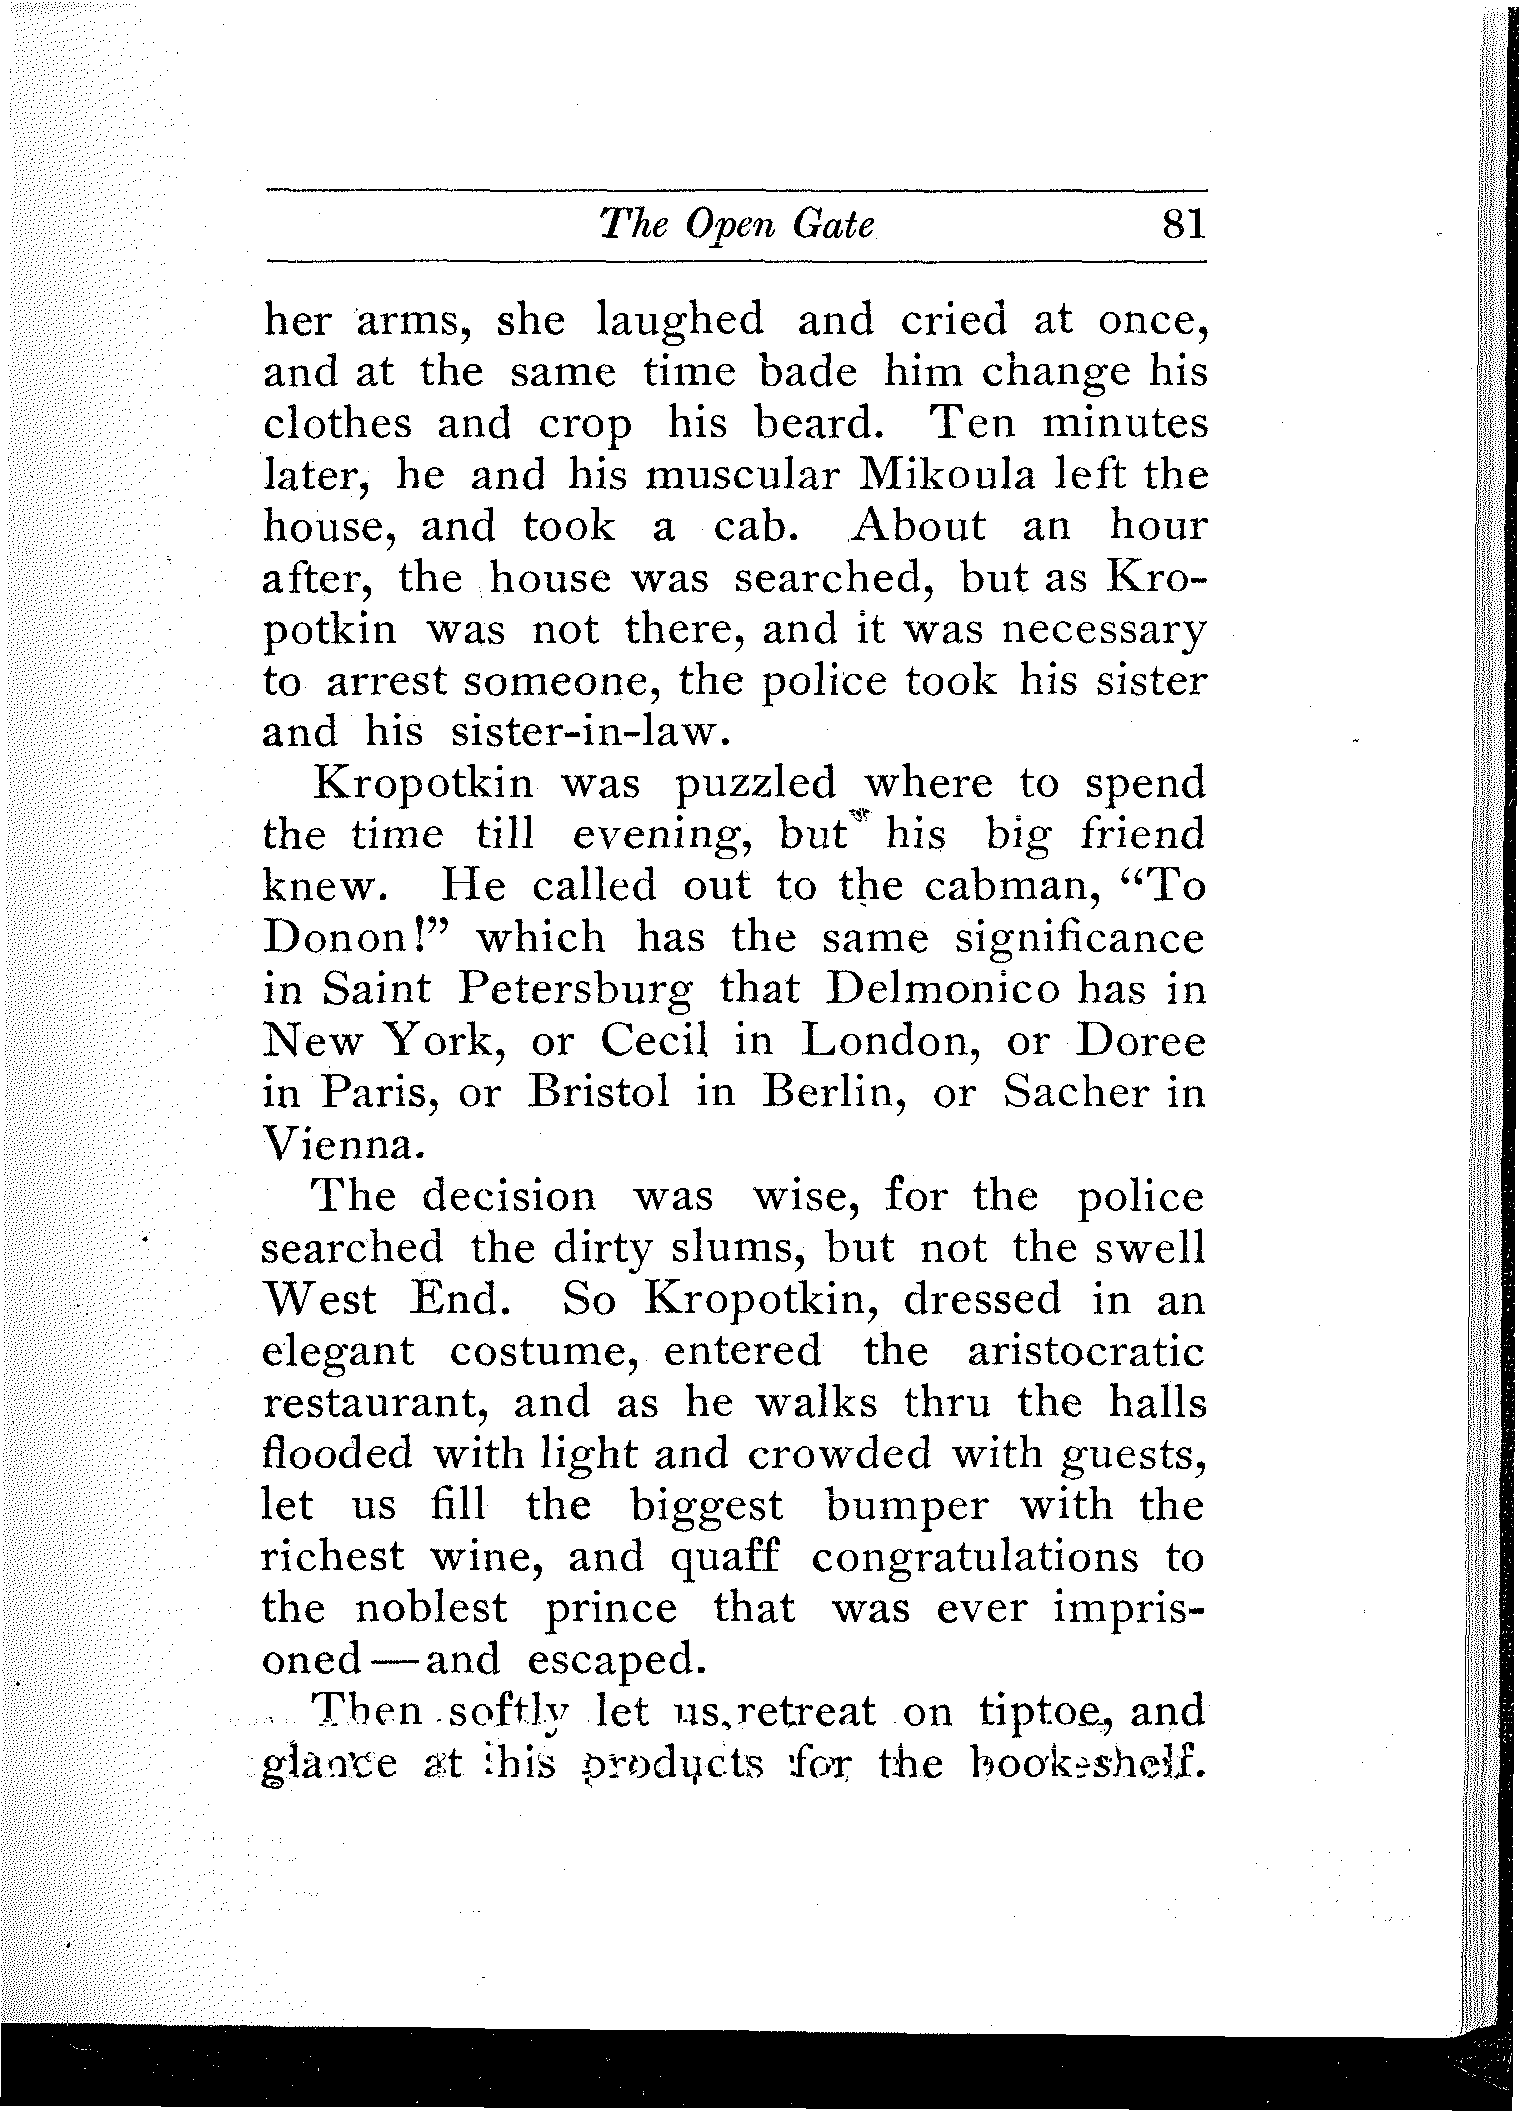 The Open Gate 81
her arms, she laughed and cried at once,
and at the same time bade him change his
clothes and crop his beard. Ten minutes
later, he and his muscular Mikoula left the
house, and took a cab. About an hour
after, the house was searched, but as Kro-
potkin was not there, and it was necessary
to arrest someone, the police took his sister
and his sister-in-law.
Kropotkin was puzzled where to spend
the time till evening, but his big friend
knew. He called out to the cabman, “To
Donon!” which has the same significance
in Saint Petersburg that Delmonico has in
New York, or Cecil in London, or Doree
in Paris, or Bristol in Berlin, or Sacher in
Vienna.
The decision was wise, for the police
searched the dirty slums, but not the swell
West End. So Kropotkin, dressed in an
elegant costume, entered the aristocratic
restaurant, and as he walks thru the halls
flooded with light and crowded with guests,
let us fill the biggest bumper with the
richest wine, and quaff congratulations to
the noblest prince that was ever impris-
oned—and escaped.
Then softly let us retreat on tiptoe, and
glance at his products for the book-shelf.